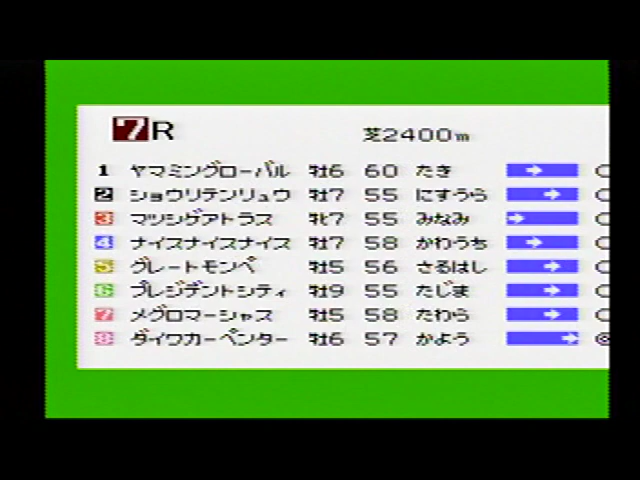 7R 芝2400m
1 ヤマミングローバル 牡6 60 たき → ○
2 ショウリテンリュウ 牡7 55 にすうら → ○
3 マツシゲアトラス 牝7 55 みなみ → ○
4 ナイスナイスナイス 牡7 58 かわうち → ○
5 グレートモンペ 牡5 56 さるはし → ○
6 プレジデントシティ 牡9 55 たじま → ○
7 メグロマーシャス 牡5 58 たわら → ○
8 ダイワカーペンター 牡6 57 かよう → ◎